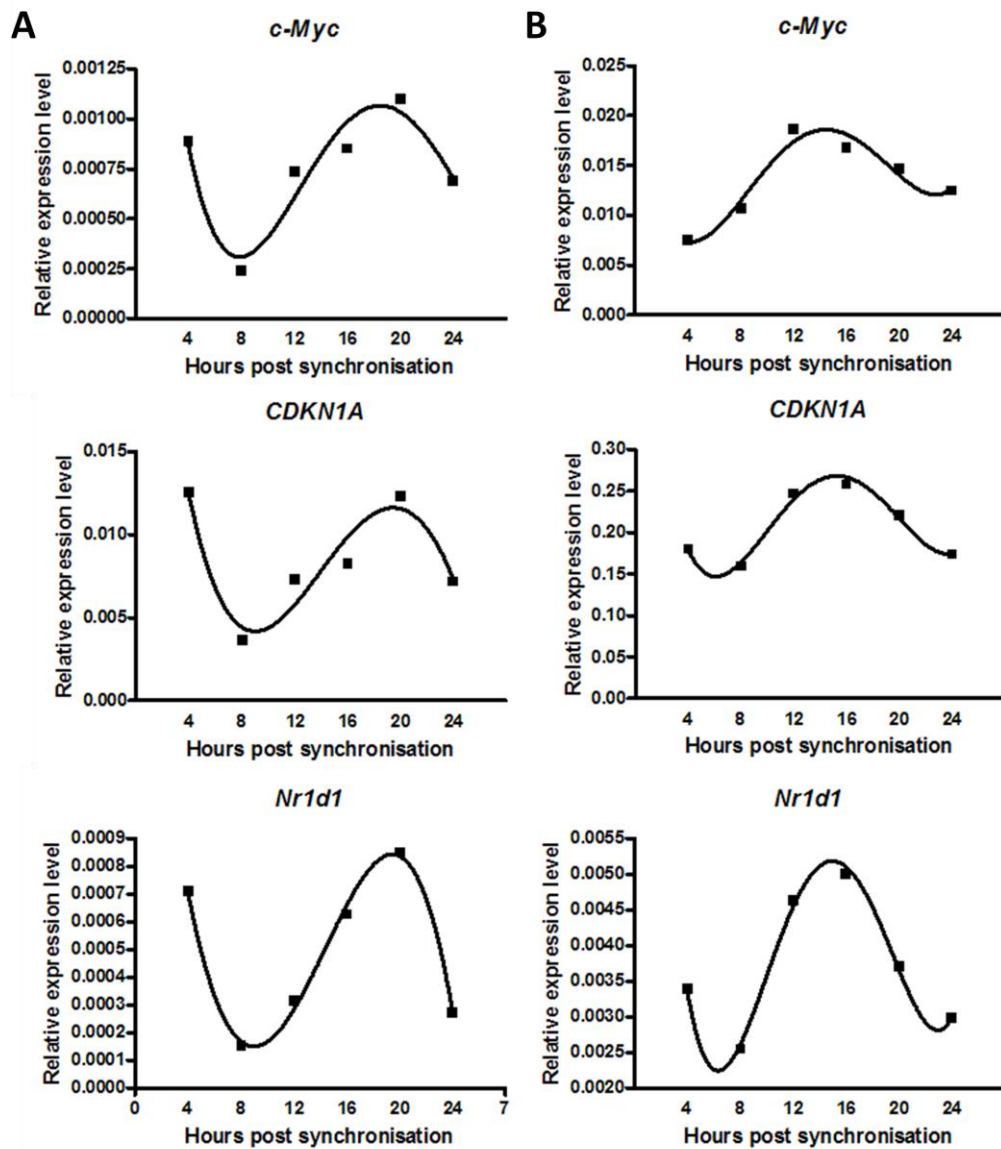 A
c-Myc
Relative expression level
0.00125
0.00100
0.00075
0.00050
0.00025
0.00000
4 8 12 16 20 24
Hours post synchronisation
B
c-Myc
Relative expression level
0.025
0.020
0.015
0.010
0.005
0.000
4 8 12 16 20 24
Hours post synchronisation
CDKN1A
Relative expression level
0.015
0.010
0.005
0.000
4 8 12 16 20 24
Hours post synchronisation
CDKN1A
Relative expression level
0.30
0.25
0.20
0.15
0.10
0.05
0.00
4 8 12 16 20 24
Hours post synchronisation
Nr1d1
Relative expression level
0.0009
0.0008
0.0007
0.0006
0.0005
0.0004
0.0003
0.0002
0.0001
0.0000
0 4 8 12 16 20 24 7
Hours post synchronisation
Nr1d1
Relative expression level
0.0055
0.0050
0.0045
0.0040
0.0035
0.0030
0.0025
0.0020
4 8 12 16 20 24
Hours post synchronisation